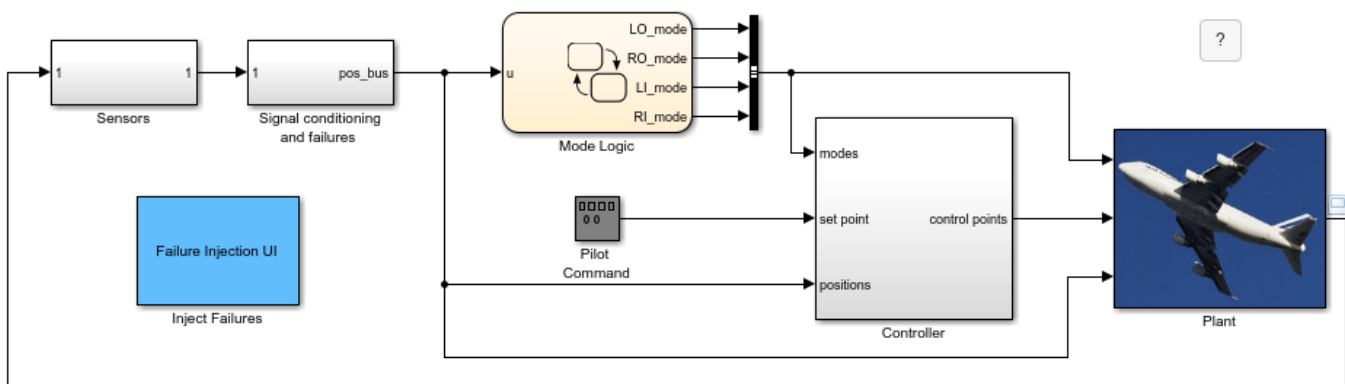 LO_mode
RO_mode
LI_mode
RI_mode
u
Mode Logic
?
1
1
Sensors
1
pos_bus
Signal conditioning
and failures
modes
set point
positions
control points
Controller
Pilot
Command
Failure Injection UI
Inject Failures
Plant